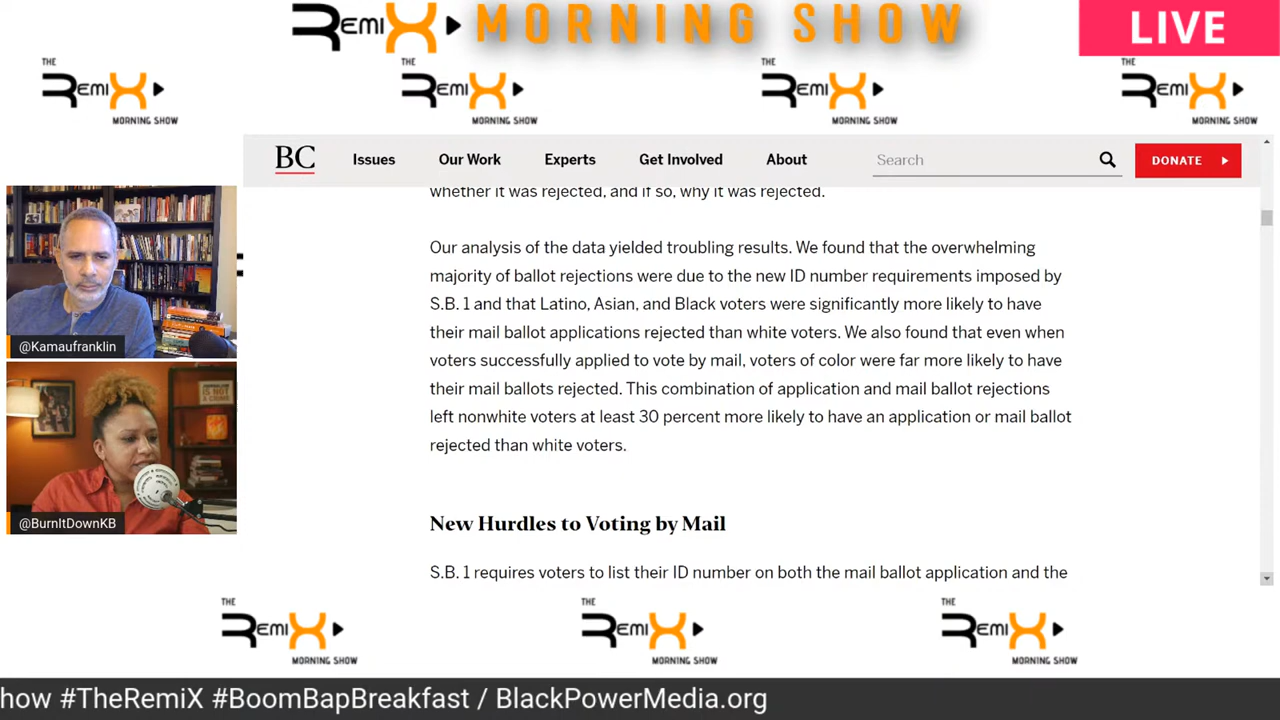 THE REMIX MORNING SHOW
LIVE
THE REMIX MORNING SHOW
THE REMIX MORNING SHOW
THE REMIX MORNING SHOW
THE REMIX MORNING SHOW
BC
Issues
Our Work
Experts
Get Involved
About
Search
DONATE
whether it was rejected, and if so, why it was rejected.
Our analysis of the data yielded troubling results. We found that the overwhelming
majority of ballot rejections were due to the new ID number requirements imposed by
S.B. 1 and that Latino, Asian, and Black voters were significantly more likely to have
their mail ballot applications rejected than white voters. We also found that even when
voters successfully applied to vote by mail, voters of color were far more likely to have
their mail ballots rejected. This combination of application and mail ballot rejections
left nonwhite voters at least 30 percent more likely to have an application or mail ballot
rejected than white voters.
New Hurdles to Voting by Mail
S.B. 1 requires voters to list their ID number on both the mail ballot application and the
@Kamaufranklin
JOURNALISM IS NOT A CRIME
@BurnItDownKB
THE REMIX MORNING SHOW
THE REMIX MORNING SHOW
THE REMIX MORNING SHOW
how #TheRemiX #BoomBapBreakfast / BlackPowerMedia.org